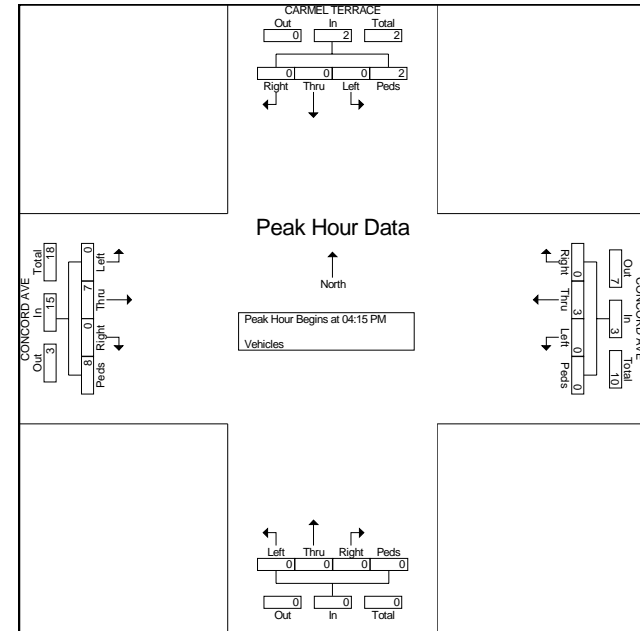 CARMEL TERRACE
Out In Total
0 2 2
0 0 0 2
Right Thru Left Peds
Peak Hour Data
North
Peak Hour Begins at 04:15 PM
Vehicles
CONCORD AVE
Total In Out
18 15 3
0 7 0 8
Left Thru Right Peds
CONCORD AVE
Out In Total
7 3 10
0 3 0 0
Right Thru Left Peds
Left Thru Right Peds
0 0 0 0
0 0 0
Out In Total